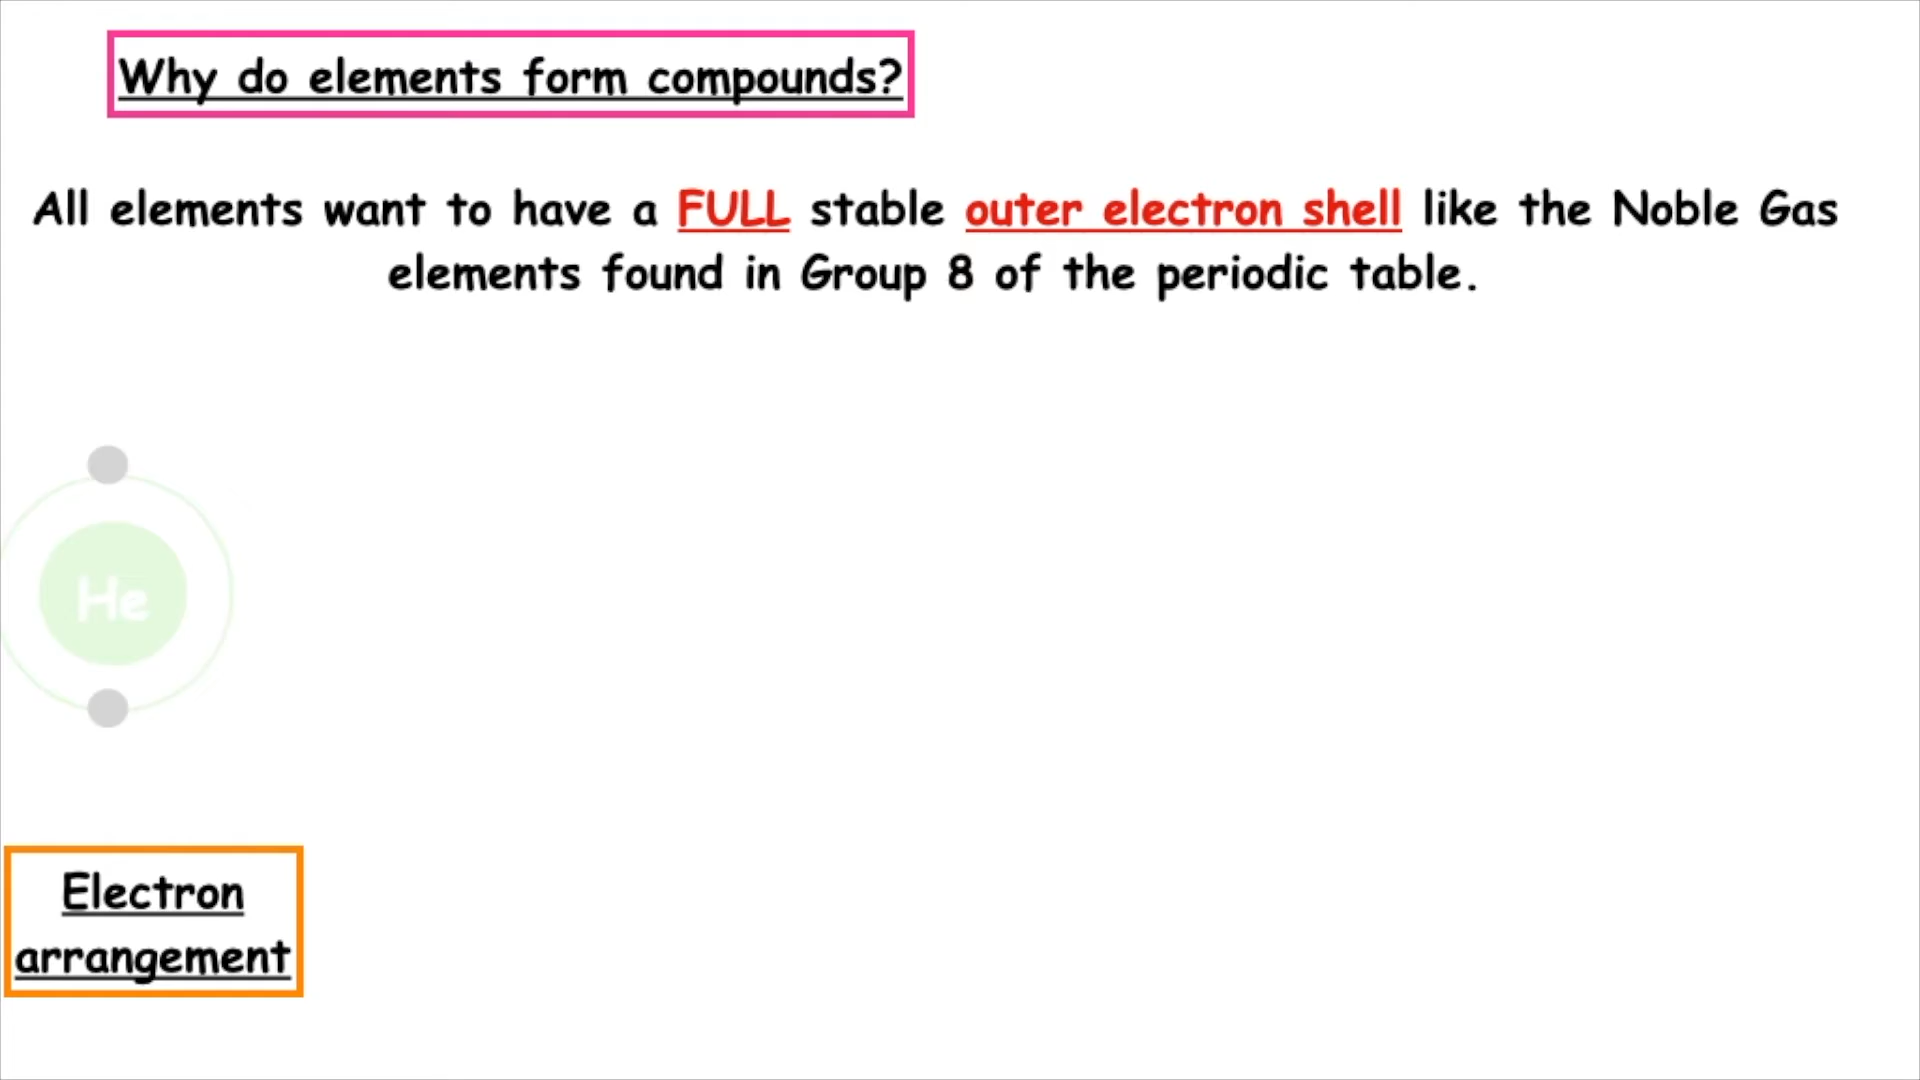 Why do elements form compounds?
All elements want to have a FULL stable outer electron shell like the Noble Gas
elements found in Group 8 of the periodic table.
He
Electron
arrangement